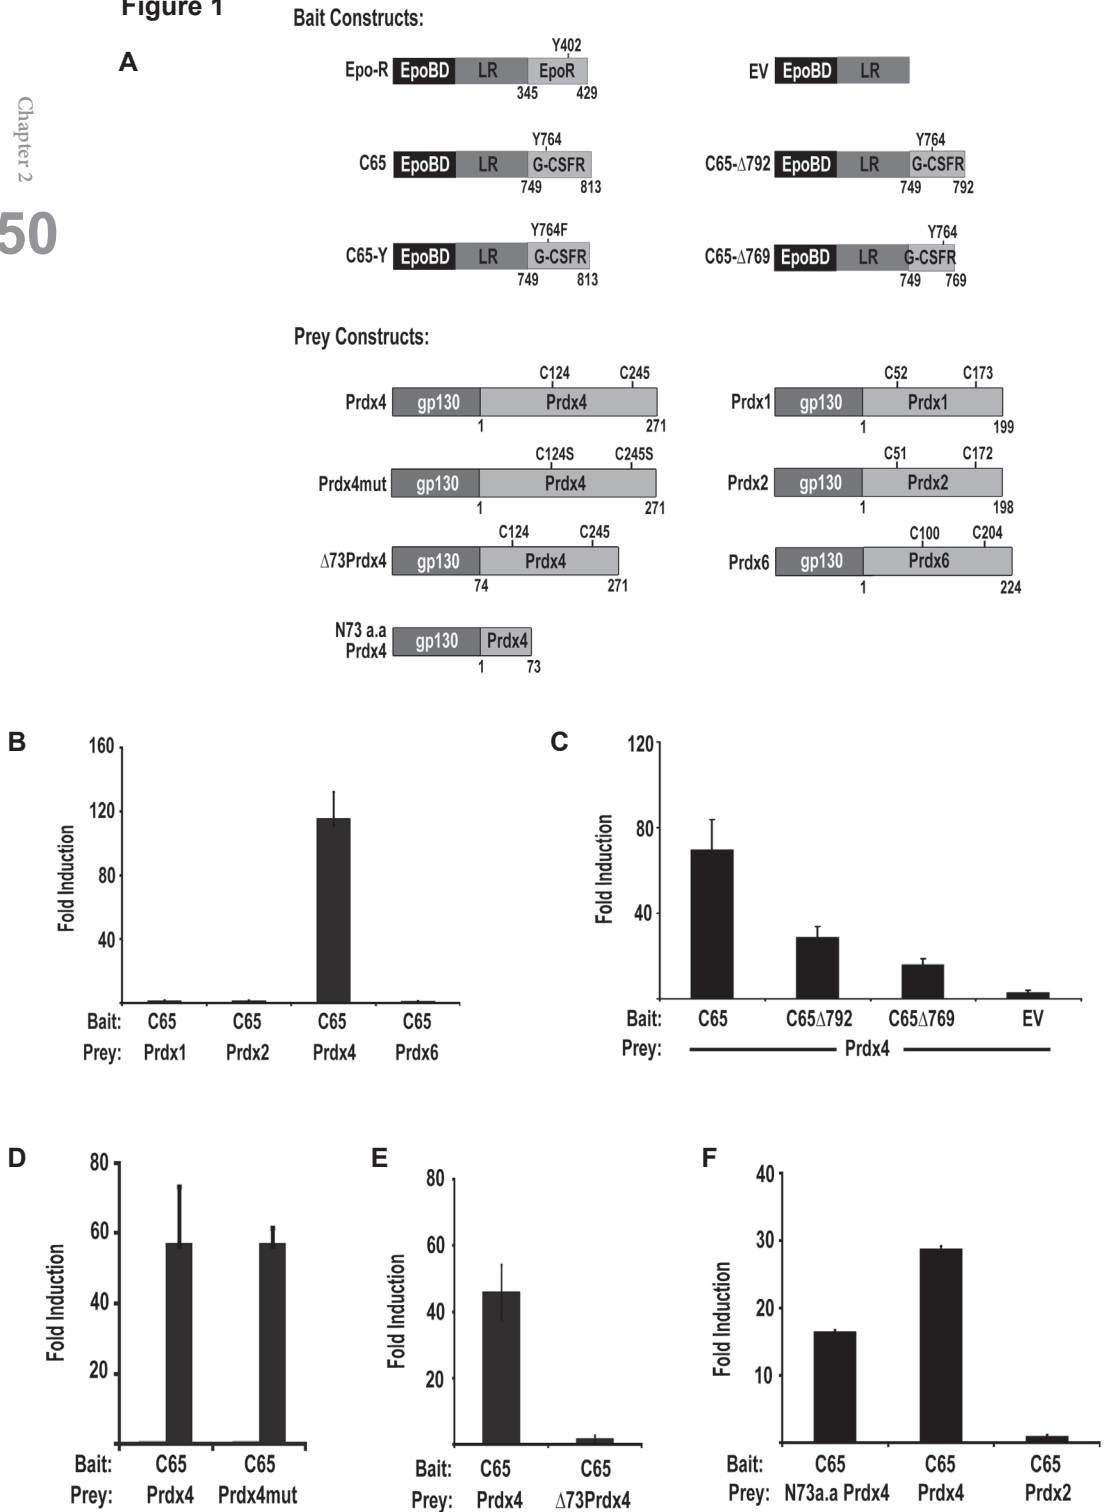 Figure 1
Chapter 2
50
A
Bait Constructs:
Y402
Epo-R EpoBD LR EpoR
345 429
EV EpoBD LR
Y764
C65 EpoBD LR G-CSFR
749 813
Y764
C65-Δ792 EpoBD LR G-CSFR
749 792
Y764F
C65-Y EpoBD LR G-CSFR
749 813
Y764
C65-Δ769 EpoBD LR G-CSFR
749 769
Prey Constructs:
C124 C245
Prdx4 gp130 Prdx4
1 271
C52 C173
Prdx1 gp130 Prdx1
1 199
C124S C245S
Prdx4mut gp130 Prdx4
1 271
C51 C172
Prdx2 gp130 Prdx2
1 198
C124 C245
Δ73Prdx4 gp130 Prdx4
74 271
C100 C204
Prdx6 gp130 Prdx6
1 224
N73 a.a
Prdx4 gp130 Prdx4
1 73
B
Fold Induction
160
120
80
40
Bait: C65 C65 C65 C65
Prey: Prdx1 Prdx2 Prdx4 Prdx6
C
Fold Induction
120
80
40
Bait: C65 C65Δ792 C65Δ769 EV
Prey: Prdx4
D
Fold Induction
80
60
40
20
Bait: C65 C65
Prey: Prdx4 Prdx4mut
E
Fold Induction
80
60
40
20
Bait: C65 C65
Prey: Prdx4 Δ73Prdx4
F
Fold Induction
40
30
20
10
Bait: C65 C65 C65
Prey: N73a.a Prdx4 Prdx4 Prdx2